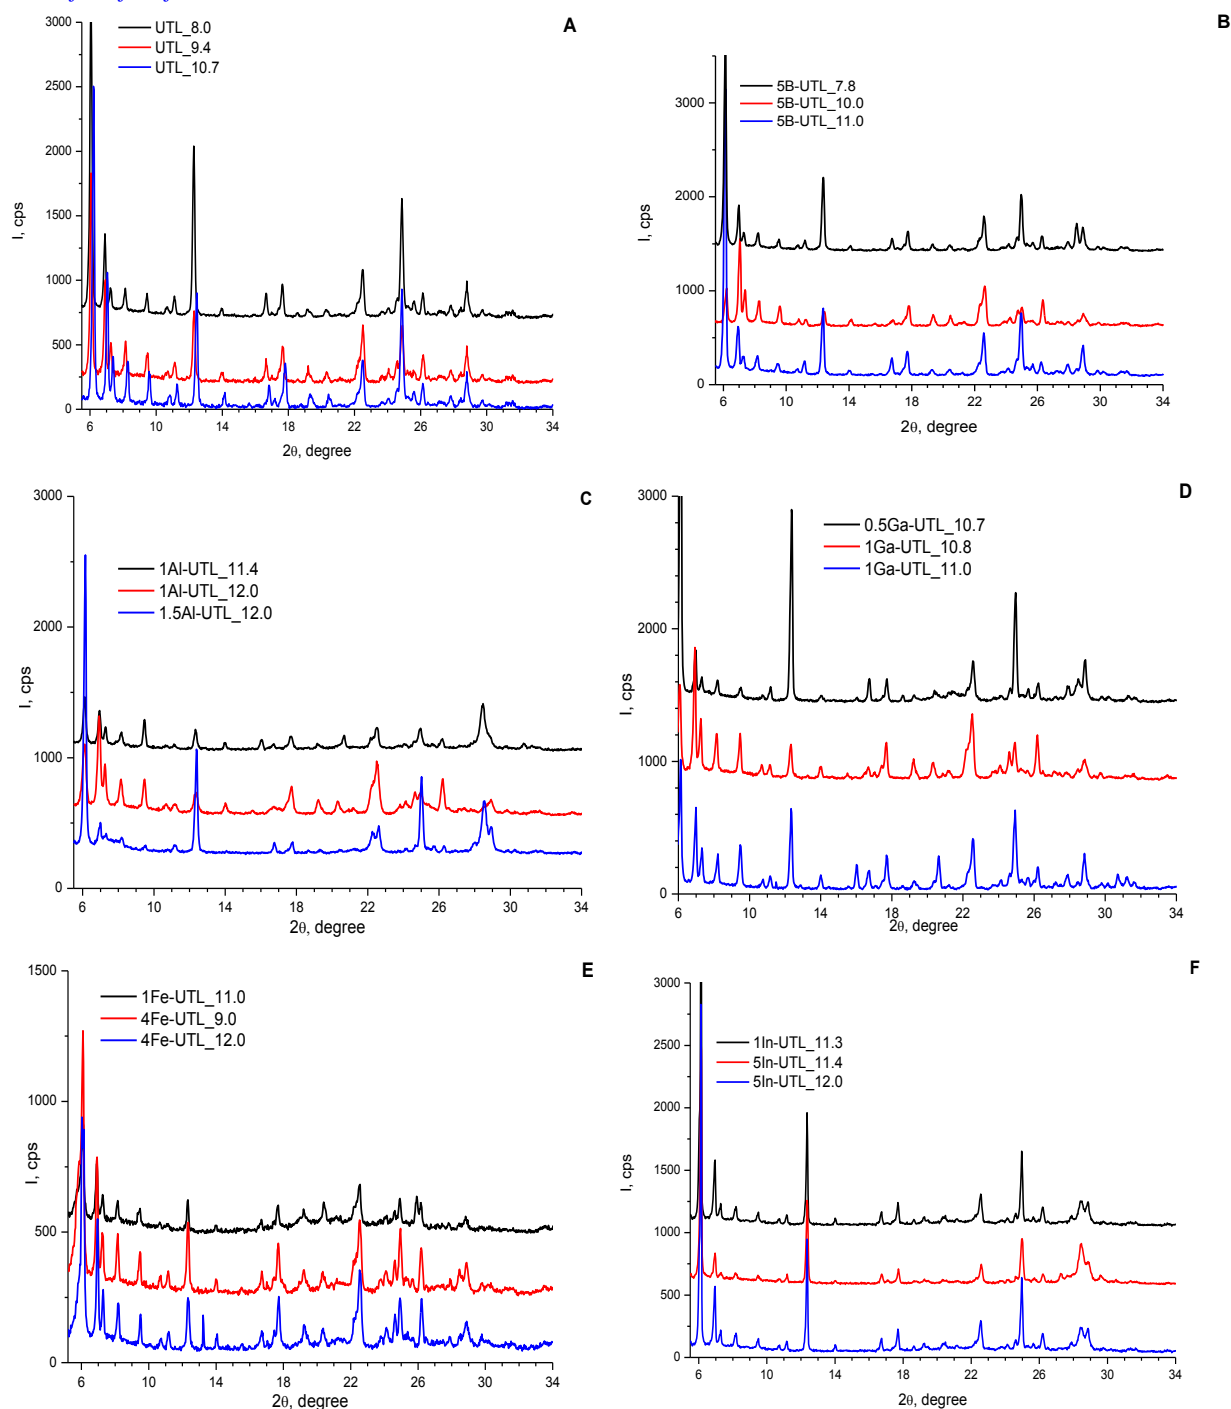 A
UTL_8.0
UTL_9.4
UTL_10.7
3000
2500
2000
1500
1000
500
0
I, cps
6 10 14 18 22 26 30 34
2θ, degree
B
5B-UTL_7.8
5B-UTL_10.0
5B-UTL_11.0
3000
2000
1000
0
I, cps
6 10 14 18 22 26 30 34
2θ, degree
C
1Al-UTL_11.4
1Al-UTL_12.0
1.5Al-UTL_12.0
3000
2000
1000
0
I, cps
6 10 14 18 22 26 30 34
2θ, degree
D
0.5Ga-UTL_10.7
1Ga-UTL_10.8
1Ga-UTL_11.0
3000
2000
1000
0
I, cps
6 10 14 18 22 26 30 34
2θ, degree
E
1Fe-UTL_11.0
4Fe-UTL_9.0
4Fe-UTL_12.0
1500
1000
500
0
I, cps
6 10 14 18 22 26 30 34
2θ, degree
F
1In-UTL_11.3
5In-UTL_11.4
5In-UTL_12.0
3000
2500
2000
1500
1000
500
0
I, cps
6 10 14 18 22 26 30 34
2θ, degree